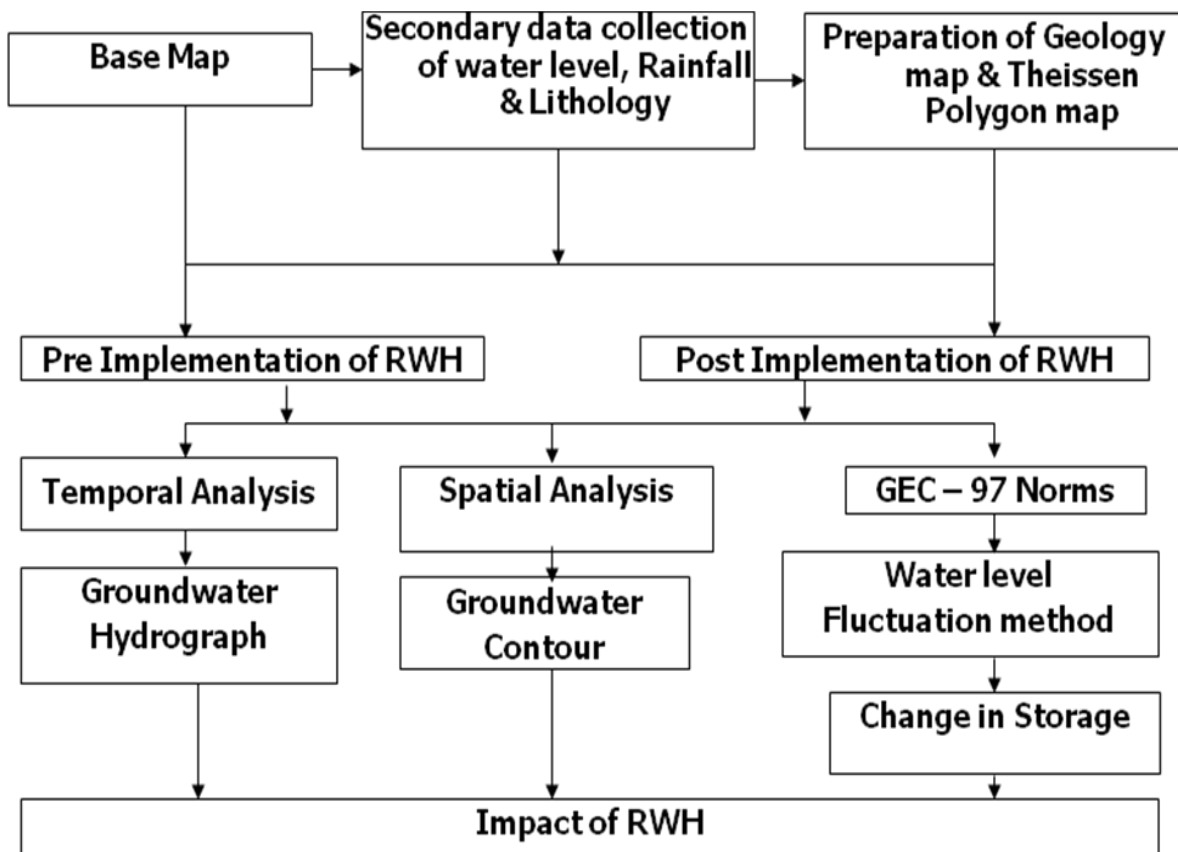 Base Map
Secondary data collection
of water level, Rainfall
& Lithology
Preparation of Geology
map & Theissen
Polygon map
Pre Implementation of RWH
Post Implementation of RWH
Temporal Analysis
Spatial Analysis
GEC – 97 Norms
Groundwater
Hydrograph
Groundwater
Contour
Water level
Fluctuation method
Change in Storage
Impact of RWH